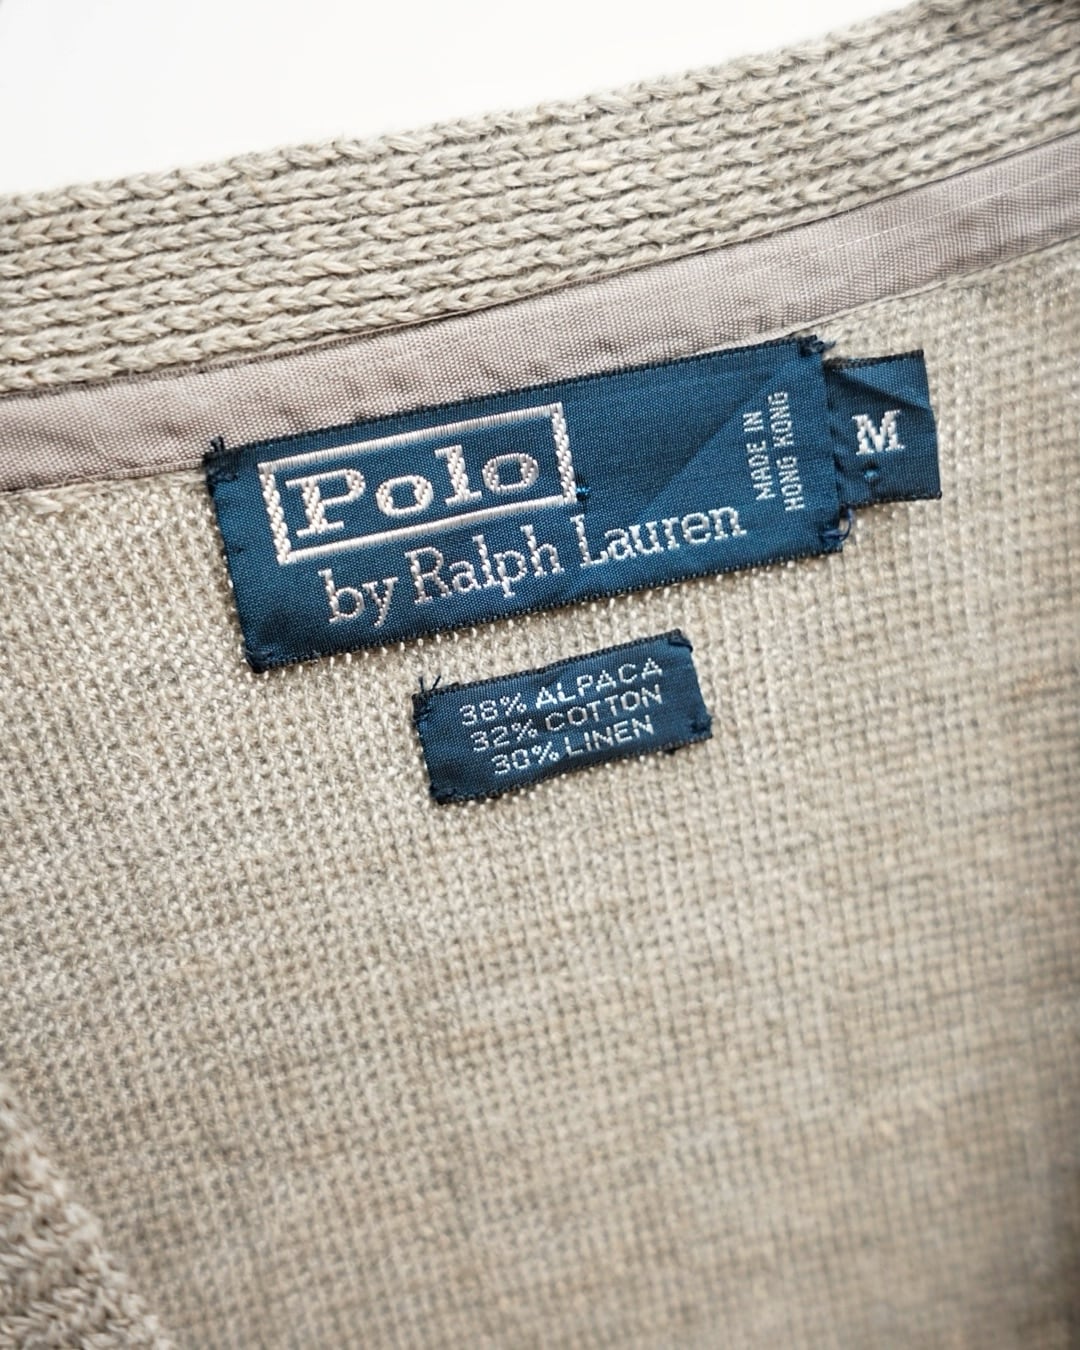 Polo
by Ralph Lauren
MADE IN
HONG KONG
M
38% ALPACA
32% COTTON
30% LINEN